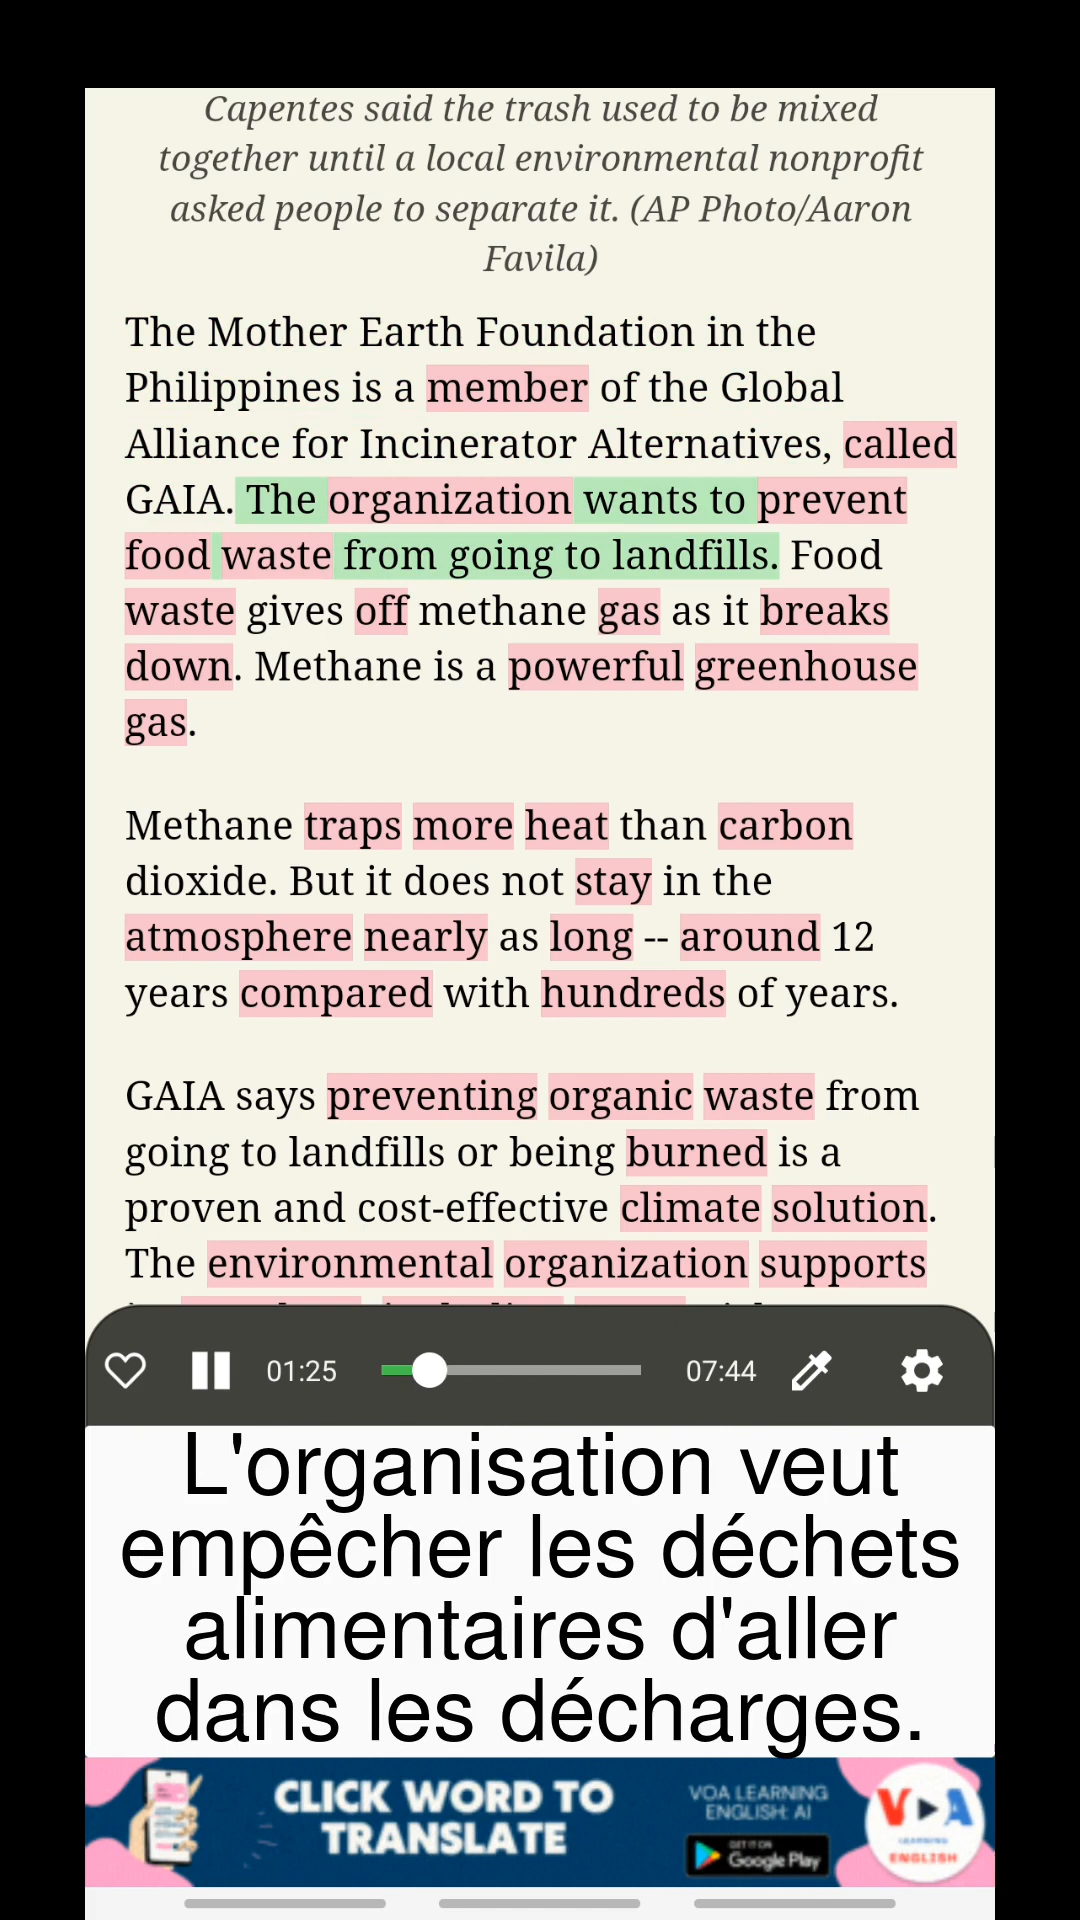 Capentes said the trash used to be mixed
together until a local environmental nonprofit
asked people to separate it. (AP Photo/Aaron
Favila)
The Mother Earth Foundation in the
Philippines is a member of the Global
Alliance for Incinerator Alternatives, called
GAIA. The organization wants to prevent
food waste from going to landfills. Food
waste gives off methane gas as it breaks
down. Methane is a powerful greenhouse
gas.
Methane traps more heat than carbon
dioxide. But it does not stay in the
atmosphere nearly as long -- around 12
years compared with hundreds of years.
GAIA says preventing organic waste from
going to landfills or being burned is a
proven and cost-effective climate solution.
The environmental organization supports
01:25
07:44
L'organisation veut
empêcher les déchets
alimentaires d'aller
dans les décharges.
CLICK WORD TO
TRANSLATE
VOA LEARNING
ENGLISH: AI
GET IT ON
Google Play
VOA
LEARNING
ENGLISH